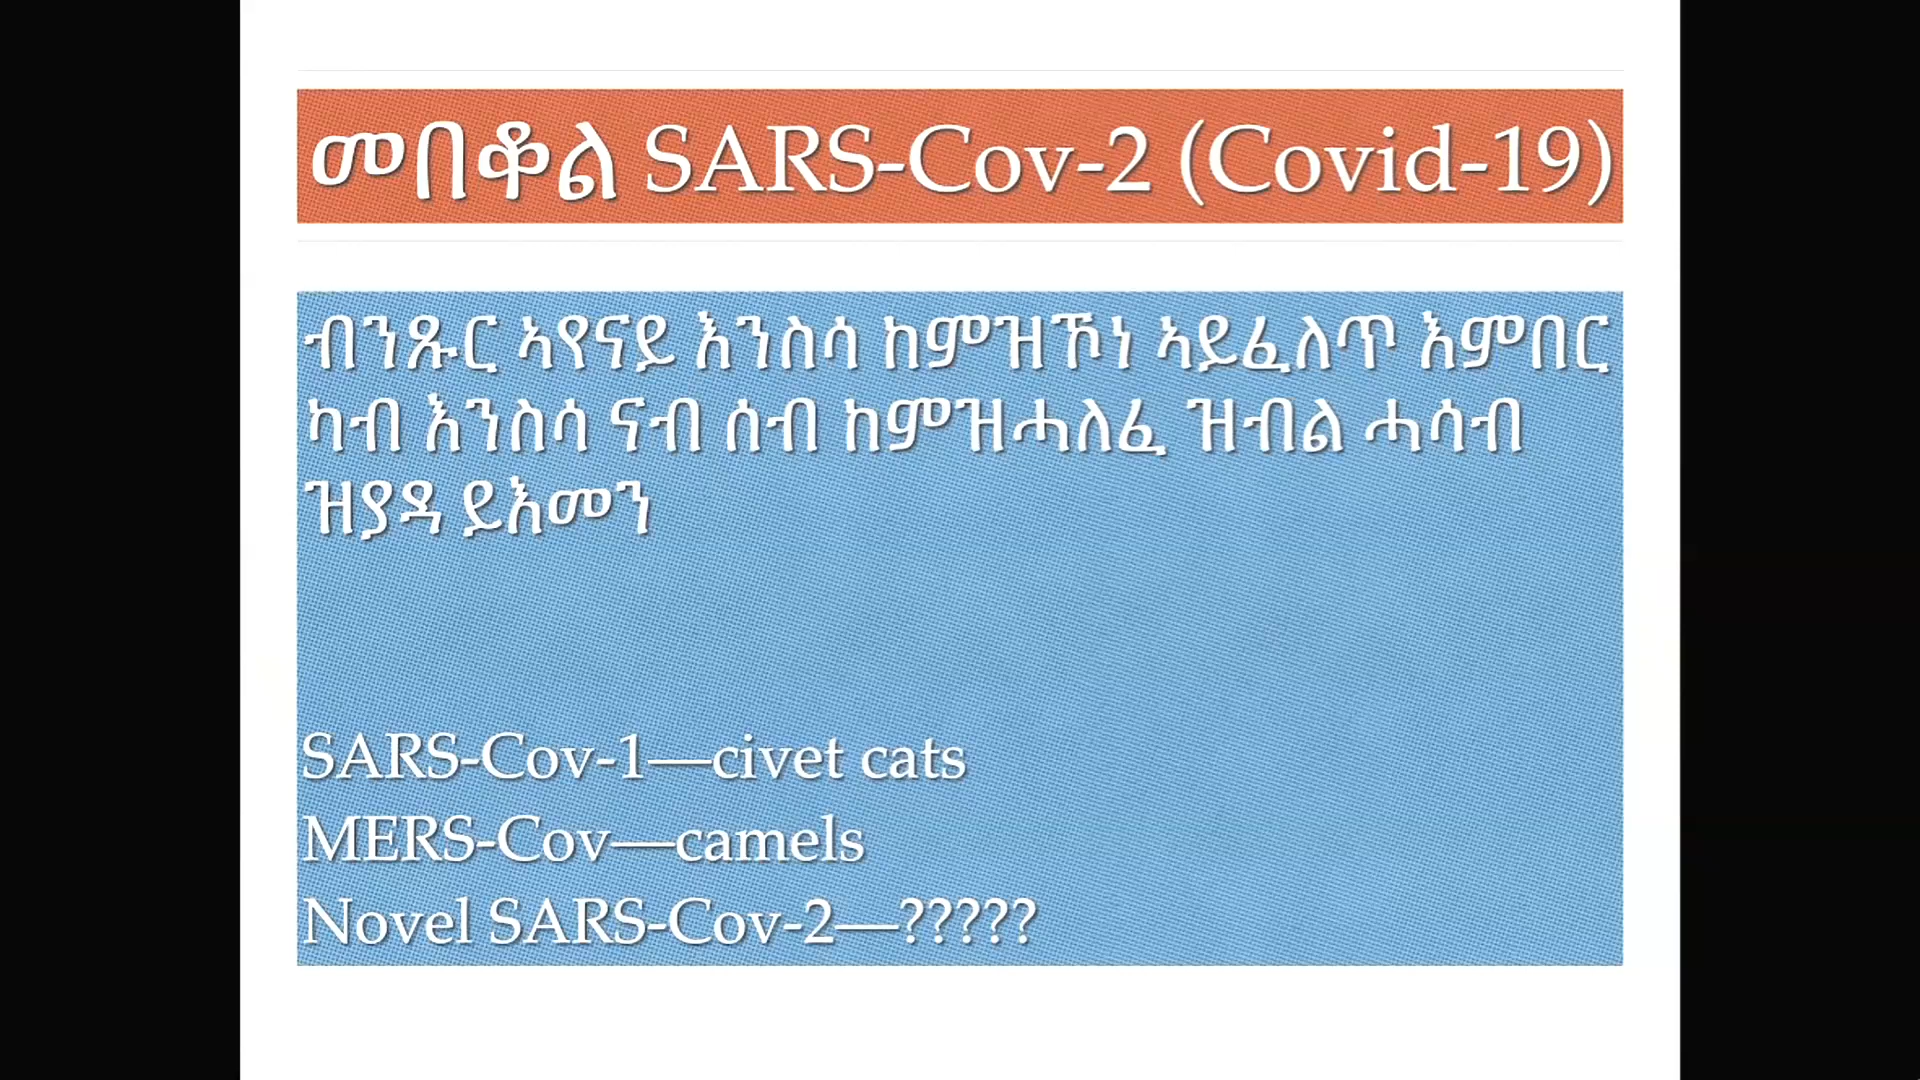 መበቆል SARS-Cov-2 (Covid-19)
ብንጹር ኣየናይ እንስሳ ከምዝኾነ ኣይፈለጥ እምበር
ካብ እንስሳ ናብ ሰብ ከምዝሓለፈ ዝብል ሓሳብ
ዝያዳ ይእመን
SARS-Cov-1—civet cats
MERS-Cov—camels
Novel SARS-Cov-2—?????